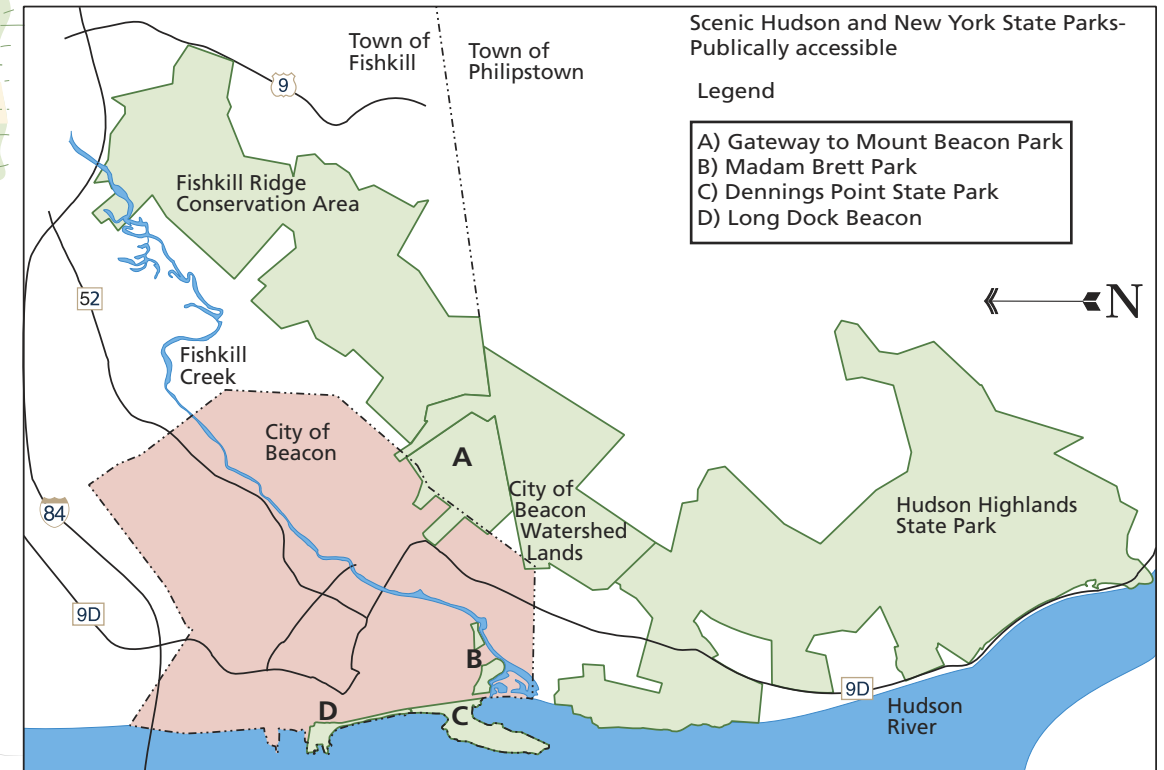 Scenic Hudson and New York State Parks-
Publically accessible
Legend
A) Gateway to Mount Beacon Park
B) Madam Brett Park
C) Dennings Point State Park
D) Long Dock Beacon
Town of
Fishkill
Town of
Philipstown
9
Fishkill Ridge
Conservation Area
N
52
Fishkill
Creek
City of
Beacon
A
City of
Beacon
Watershed
Lands
Hudson Highlands
State Park
84
9D
B
9D
D
C
Hudson
River